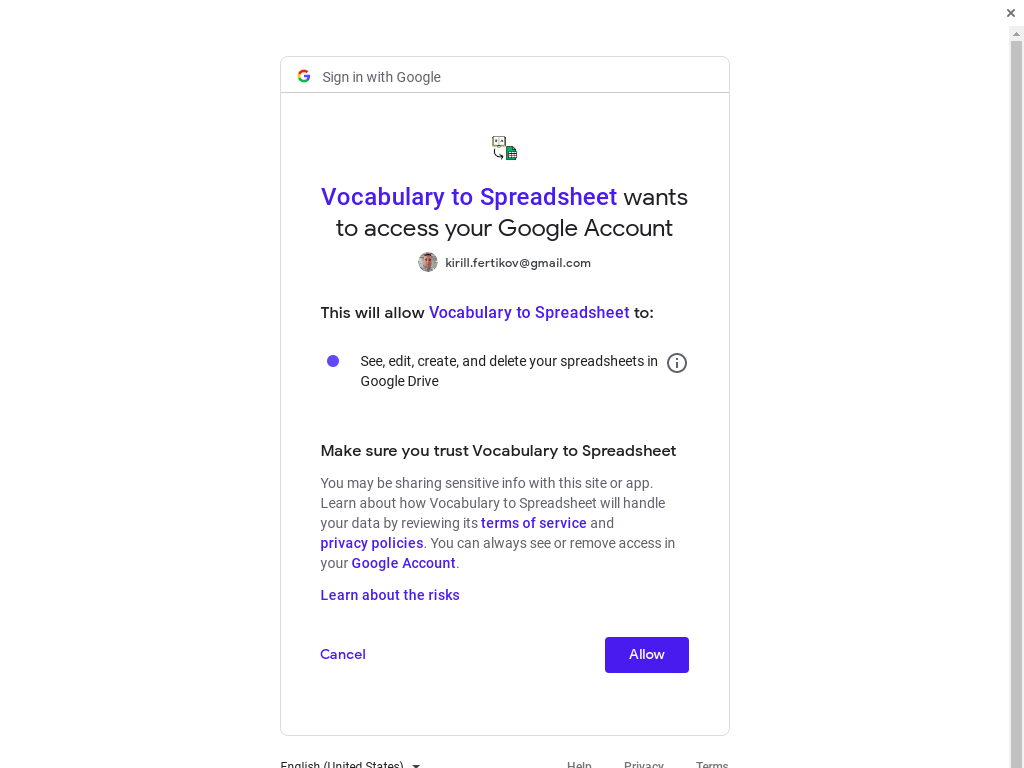 Sign in with Google
Vocabulary to Spreadsheet wants
to access your Google Account
kirill.fertikov@gmail.com
This will allow Vocabulary to Spreadsheet to:
See, edit, create, and delete your spreadsheets in
Google Drive
Make sure you trust Vocabulary to Spreadsheet
You may be sharing sensitive info with this site or app.
Learn about how Vocabulary to Spreadsheet will handle
your data by reviewing its terms of service and
privacy policies. You can always see or remove access in
your Google Account.
Learn about the risks
Cancel Allow
English (United States) Help Privacy Terms